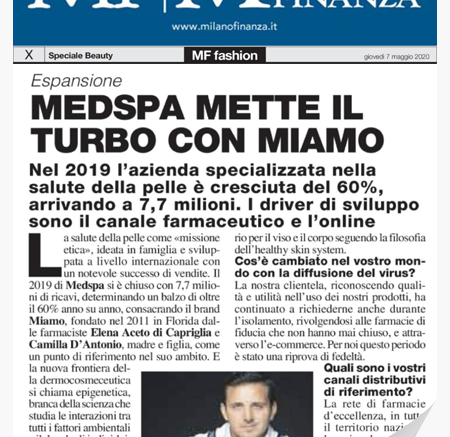 MF | MFINANZA
www.milanofinanza.it
X Speciale Beauty MF fashion giovedì 7 maggio 2020
Espansione
MEDSPA METTE IL
TURBO CON MIAMO
Nel 2019 l'azienda specializzata nella
salute della pelle è cresciuta del 60%,
arrivando a 7,7 milioni. I driver di sviluppo
sono il canale farmaceutico e l'online
La salute della pelle come «missione
etica», ideata in famiglia e svilup-
pata a livello internazionale con
un notevole successo di vendite. Il
2019 di Medspa si è chiuso con 7,7 milio-
ni di ricavi, determinando un balzo di oltre
il 60% anno su anno, consacrando il brand
Miamo, fondato nel 2011 in Florida dal-
le farmaciste Elena Aceto di Capriglia e
Camilla D'Antonio, madre e figlia, come
un punto di riferimento nel suo ambito. E
la nuova frontiera del-
la dermocosmeceutica
si chiama epigenetica,
branca della scienza che
studia le interazioni tra
tutti i fattori ambientali
rio per il viso e il corpo seguendo la filosofia
dell'healthy skin system.
Cos'è cambiato nel vostro mon-
do con la diffusione del virus?
La nostra clientela, riconoscendo quali-
tà e utilità nell'uso dei nostri prodotti, ha
continuato a richiederne anche durante
l'isolamento, rivolgendosi alle farmacie di
fiducia che non hanno mai chiuso, e attra-
verso l'e-commerce. Per noi questo periodo
è stato una riprova di fedeltà.
Quali sono i vostri
canali distributivi
di riferimento?
La rete di farmacie
d'eccellenza, in tutto
il territorio